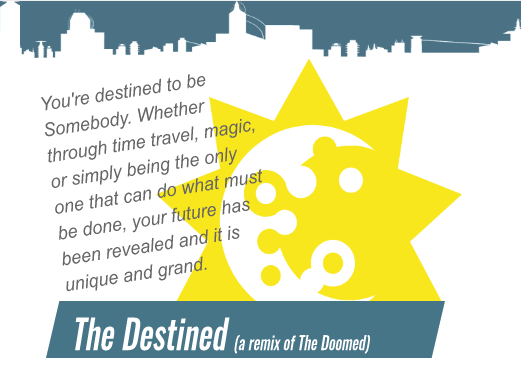 You're destined to be
Somebody. Whether
through time travel, magic,
or simply being the only
one that can do what must
be done, your future has
been revealed and it is
unique and grand.
The Destined (a remix of The Doomed)